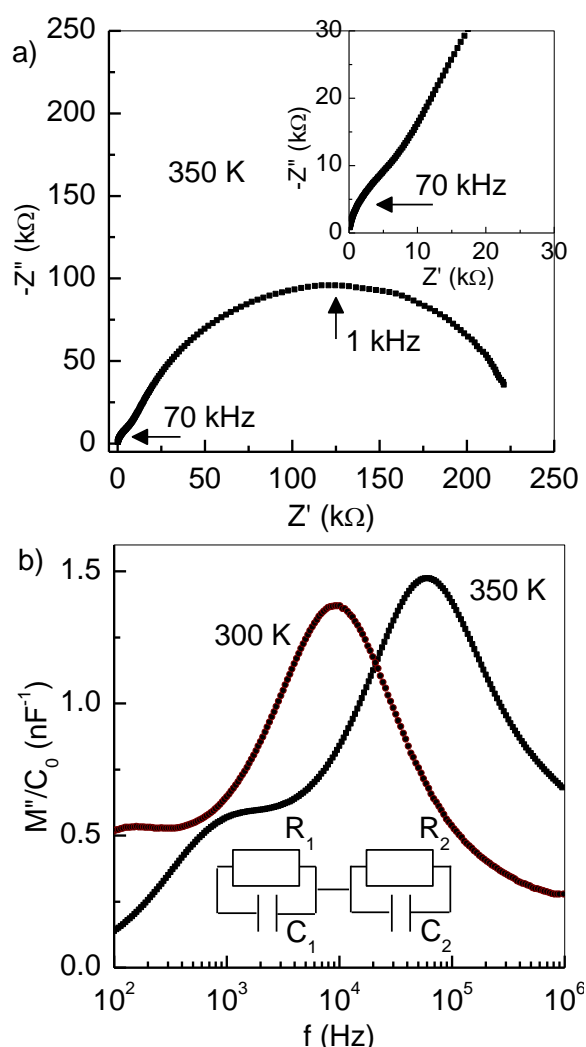 a)
250
200
150
100
50
0
-Z" (kΩ)
350 K
30
20
10
0
-Z" (kΩ)
70 kHz
0 10 20 30
Z' (kΩ)
1 kHz
70 kHz
0 50 100 150 200 250
Z' (kΩ)
b)
1.5
1.0
0.5
0.0
M"/C₀ (nF⁻¹)
350 K
300 K
R₁ R₂
C₁ C₂
10² 10³ 10⁴ 10⁵ 10⁶
f (Hz)